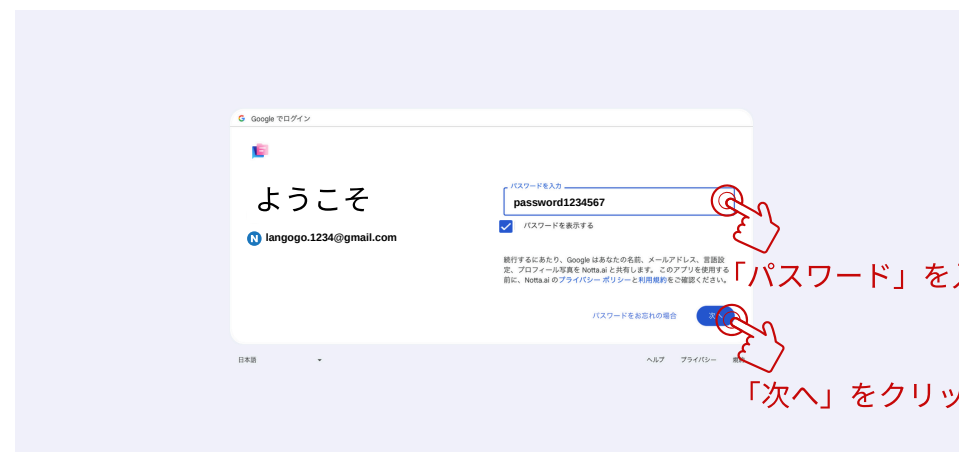 Google でログイン
ようこそ
N langogo.1234@gmail.com
パスワードを入力
password1234567
パスワードを表示する
続行するにあたり、Google はあなたの名前、メールアドレス、言語設
定、プロフィール写真を Notta.ai と共有します。このアプリを使用する
前に、Notta.ai のプライバシー ポリシーと利用規約をご確認ください。
「パスワード」を
パスワードをお忘れの場合
次へ
日本語
ヘルプ
プライバシー
規約
「次へ」をクリッ